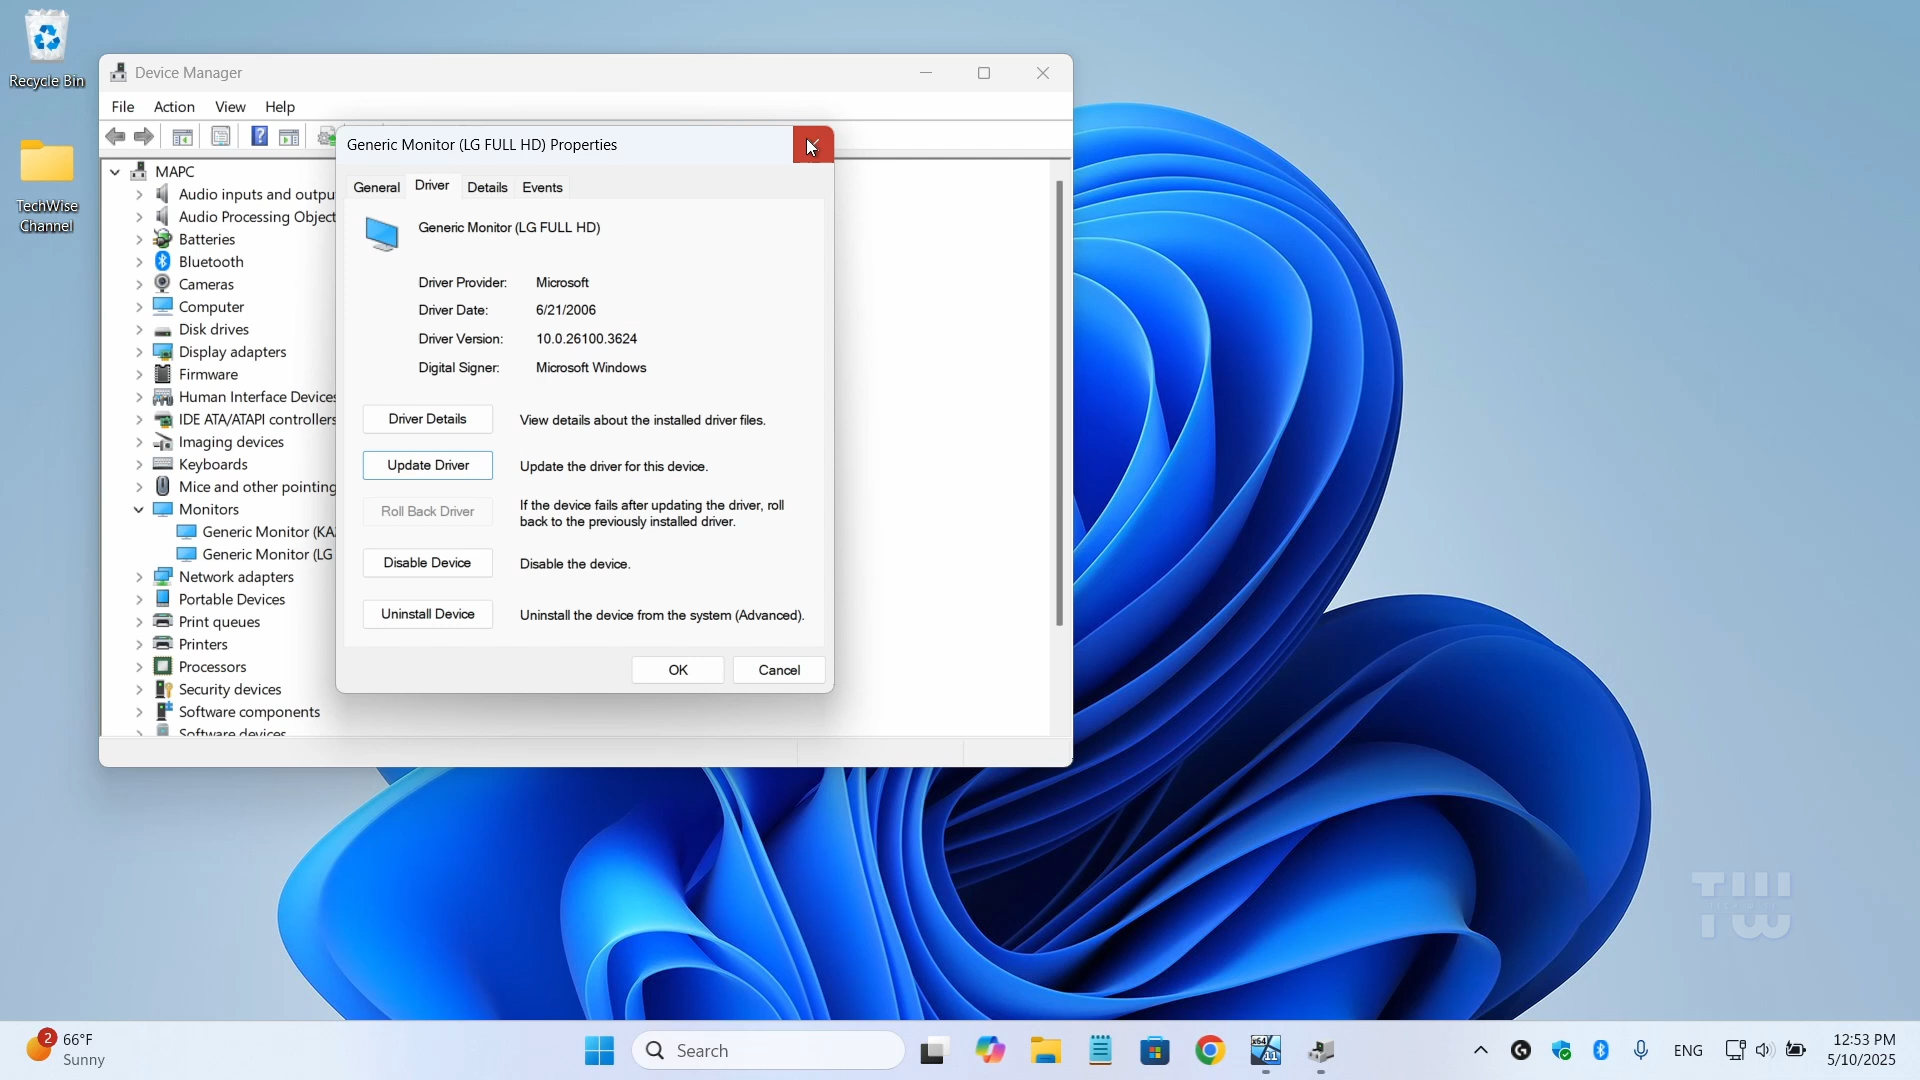 Recycle Bin
TechWise
Channel
Device Manager
File Action View Help
MAPC
Audio inputs and outpu
Audio Processing Object
Batteries
Bluetooth
Cameras
Computer
Disk drives
Display adapters
Firmware
Human Interface Devices
IDE ATA/ATAPI controllers
Imaging devices
Keyboards
Mice and other pointing
Monitors
Generic Monitor (KA
Generic Monitor (LG
Network adapters
Portable Devices
Print queues
Printers
Processors
Security devices
Software components
Software devices
Generic Monitor (LG FULL HD) Properties
General Driver Details Events
Generic Monitor (LG FULL HD)
Driver Provider: Microsoft
Driver Date: 6/21/2006
Driver Version: 10.0.26100.3624
Digital Signer: Microsoft Windows
Driver Details View details about the installed driver files.
Update Driver Update the driver for this device.
Roll Back Driver If the device fails after updating the driver, roll
back to the previously installed driver.
Disable Device Disable the device.
Uninstall Device Uninstall the device from the system (Advanced).
OK Cancel
TW
2 66°F
Sunny
Search
x64
11
ENG
12:53 PM
5/10/2025